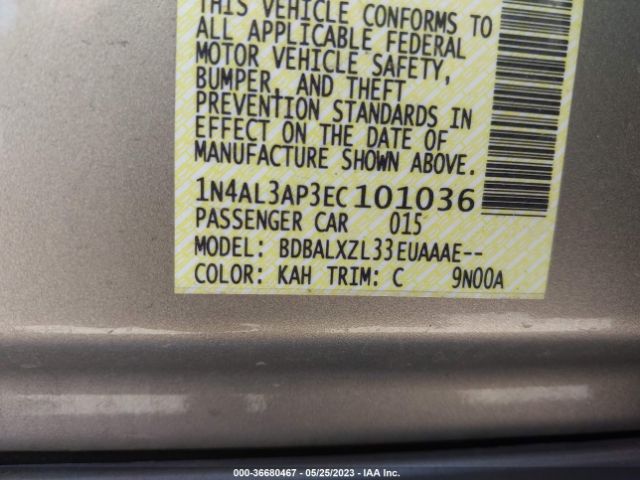 THIS VEHICLE CONFORMS TO
ALL APPLICABLE FEDERAL
MOTOR VEHICLE SAFETY,
BUMPER, AND THEFT
PREVENTION STANDARDS IN
EFFECT ON THE DATE OF
MANUFACTURE SHOWN ABOVE.
1N4AL3AP3EC101036
PASSENGER CAR 015
MODEL: BDBALXZL33EUAAAE--
COLOR: KAH TRIM: C 9N00A
000-36680467 - 05/25/2023 - IAA Inc.